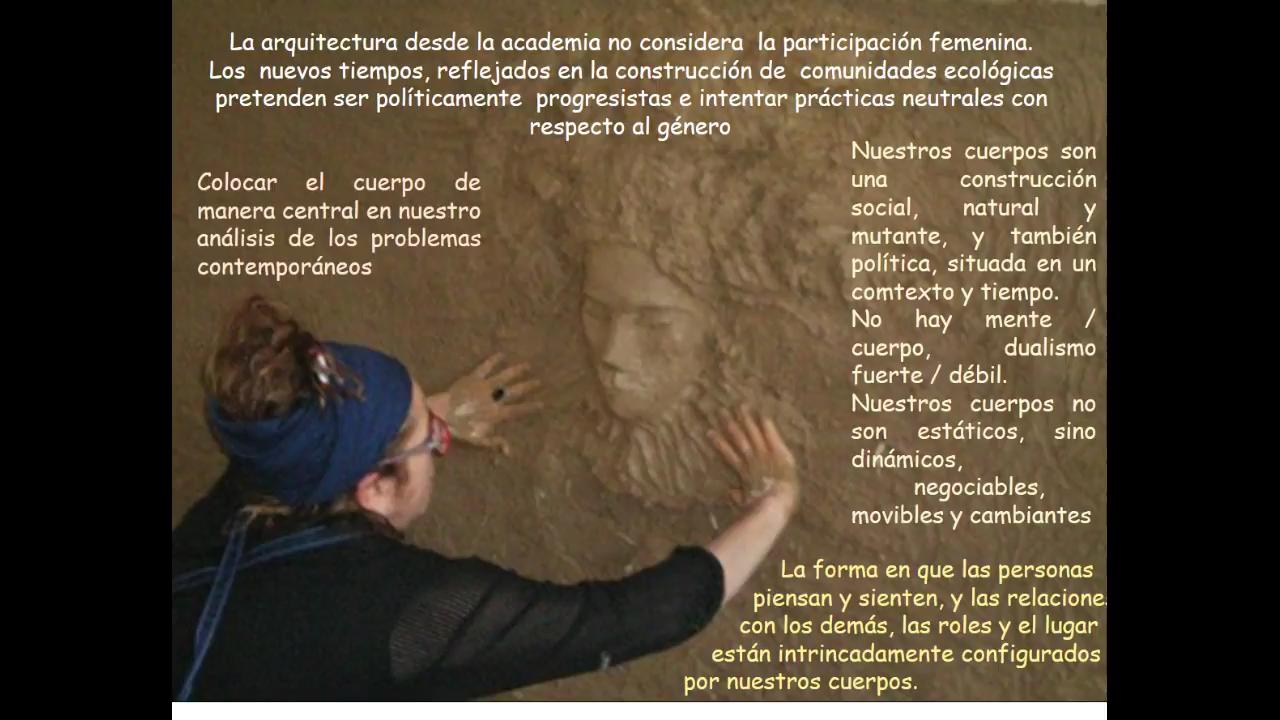 La arquitectura desde la academia no considera la participación femenina.
Los nuevos tiempos, reflejados en la construcción de comunidades ecológicas
pretenden ser políticamente progresistas e intentar prácticas neutrales con
respecto al género
Colocar el cuerpo de
manera central en nuestro
análisis de los problemas
contemporáneos
Nuestros cuerpos son
una construcción
social, natural y
mutante, y también
política, situada en un
comtexto y tiempo.
No hay mente /
cuerpo, dualismo
fuerte / débil.
Nuestros cuerpos no
son estáticos, sino
dinámicos,
negociables,
movibles y cambiantes
La forma en que las personas
piensan y sienten, y las relaciones
con los demás, las roles y el lugar
están intrincadamente configurados
por nuestros cuerpos.